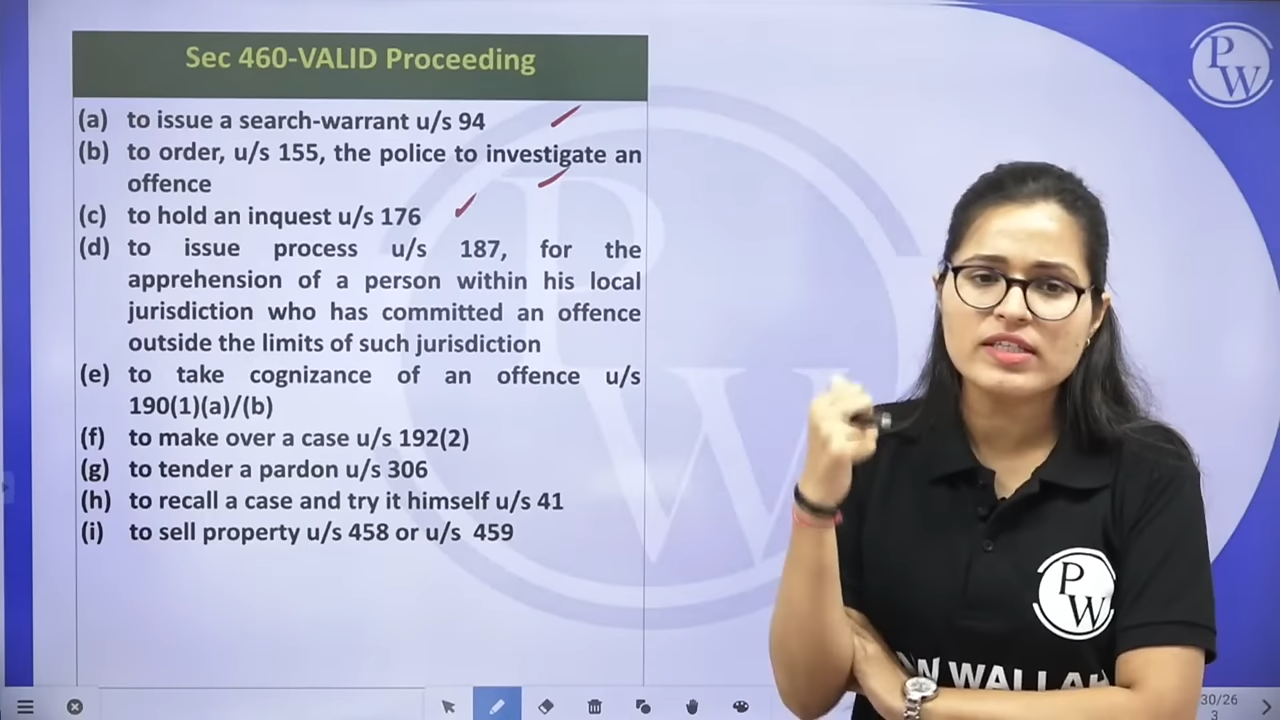 Sec 460-VALID Proceeding
(a) to issue a search-warrant u/s 94
(b) to order, u/s 155, the police to investigate an
offence
(c) to hold an inquest u/s 176
(d) to issue process u/s 187, for the
apprehension of a person within his local
jurisdiction who has committed an offence
outside the limits of such jurisdiction
(e) to take cognizance of an offence u/s
190(1)(a)/(b)
(f) to make over a case u/s 192(2)
(g) to tender a pardon u/s 306
(h) to recall a case and try it himself u/s 41
(i) to sell property u/s 458 or u/s 459
PW
PW
PW
WALLAH
30/26
3